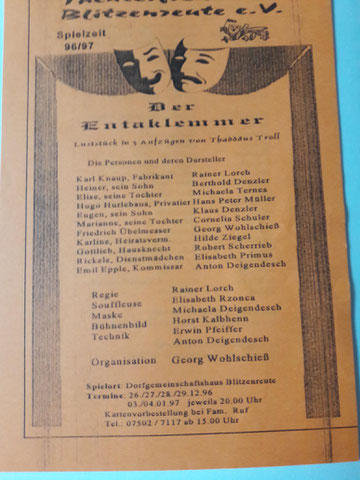 Blitzenreute e.V.
Spielzeit
96/97
Der
Entaklemmer
Luststück in 3 Aufzügen von Thaddäus Troll
Die Personen und deren Darsteller
Karl Knaup, Fabrikant Rainer Lorch
Heiner, sein Sohn Berthold Denzler
Elise, seine Tochter Michaela Ternes
Hugo Hurlebaus, Privatier Hans Peter Müller
Eugen, sein Sohn Klaus Denzler
Marianne, seine Tochter Cornelia Schuler
Friedrich Übelmesser Georg Wohlschieß
Karline, Heiratsverm. Hilde Ziegel
Gottlieb, Hausknecht Robert Scherrieb
Rickele, Dienstmädchen Elisabeth Primus
Emil Epple, Kommissar Anton Deigendesch
Regie Rainer Lorch
Souffleuse Elisabeth Rzonca
Maske Michaela Deigendesch
Bühnenbild Horst Kalbhenn
Technik Erwin Pfeiffer
Anton Deigendesch
Organisation Georg Wohlschieß
Spielort: Dorfgemeinschaftshaus Blitzenreute
Termine: 26./27./28./29.12.96
03./04.01.97 jeweils 20.00 Uhr
Kartenvorbestellung bei Fam. Ruf
Tel.: 07502 / 7117 ab 15.00 Uhr